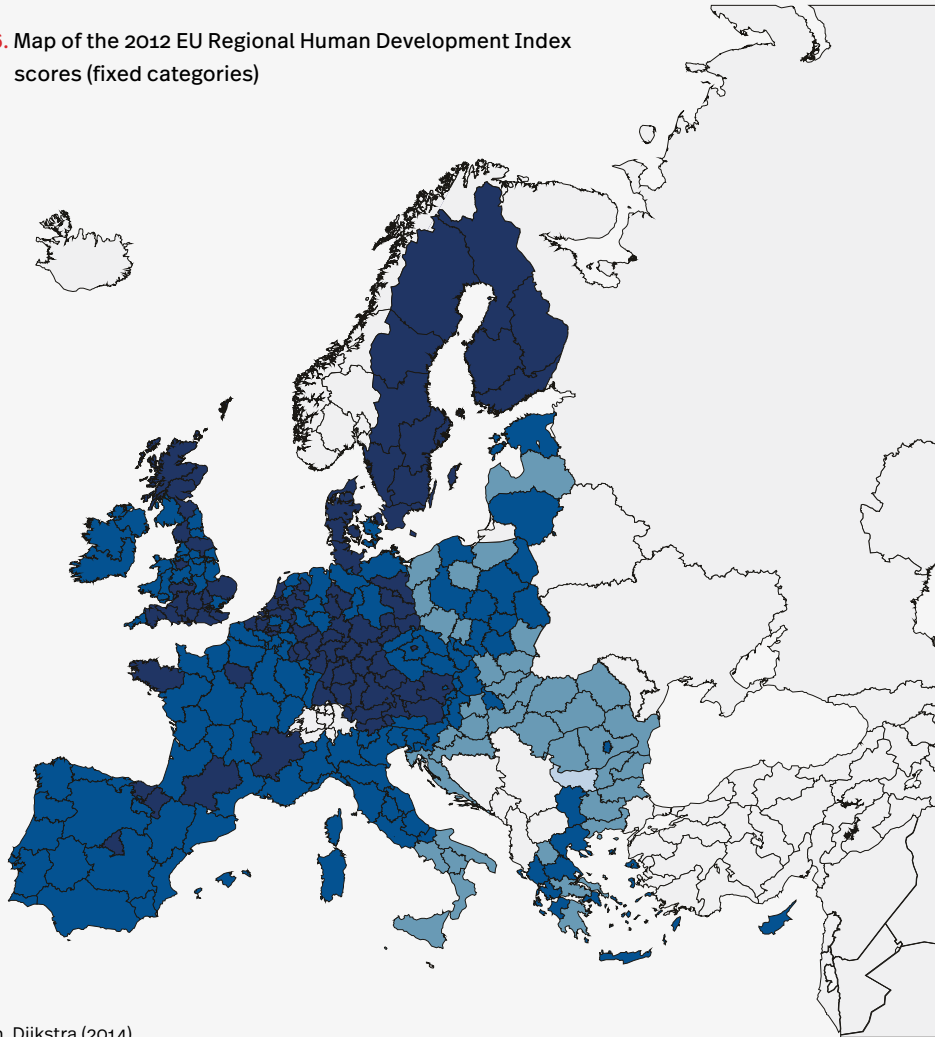 . Map of the 2012 EU Regional Human Development Index
scores (fixed categories)
, Dijkstra (2014)